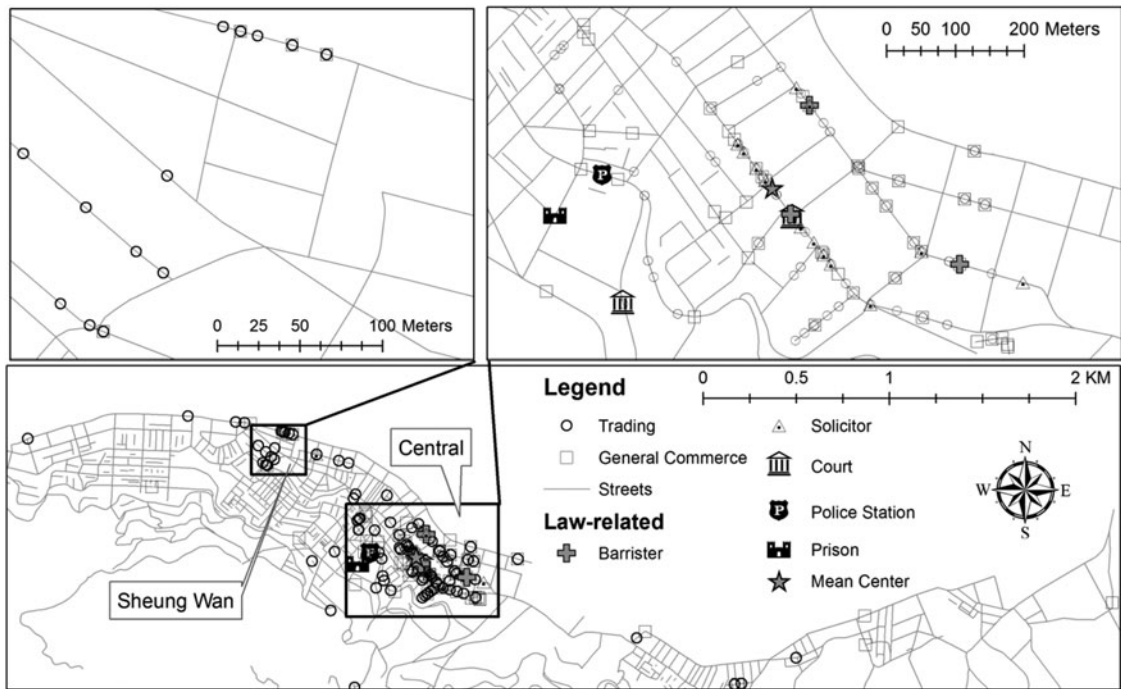 0 25 50 100 Meters
0 50 100 200 Meters
P
Central
Sheung Wan
Legend
Trading
General Commerce
Streets
Law-related
Barrister
0 0.5 1 2 KM
Solicitor
Court
P Police Station
Prison
Mean Center
N
W E
S
P